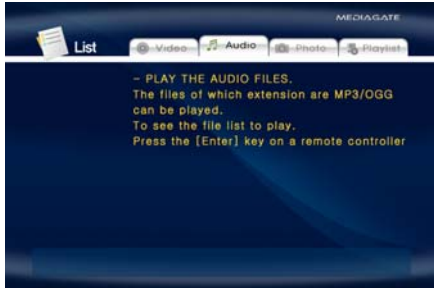 MEDIAGATE
List
Video
Audio
Photo
Playlist
- PLAY THE AUDIO FILES.
The files of which extension are MP3/OGG
can be played.
To see the file list to play.
Press the [Enter] key on a remote controller